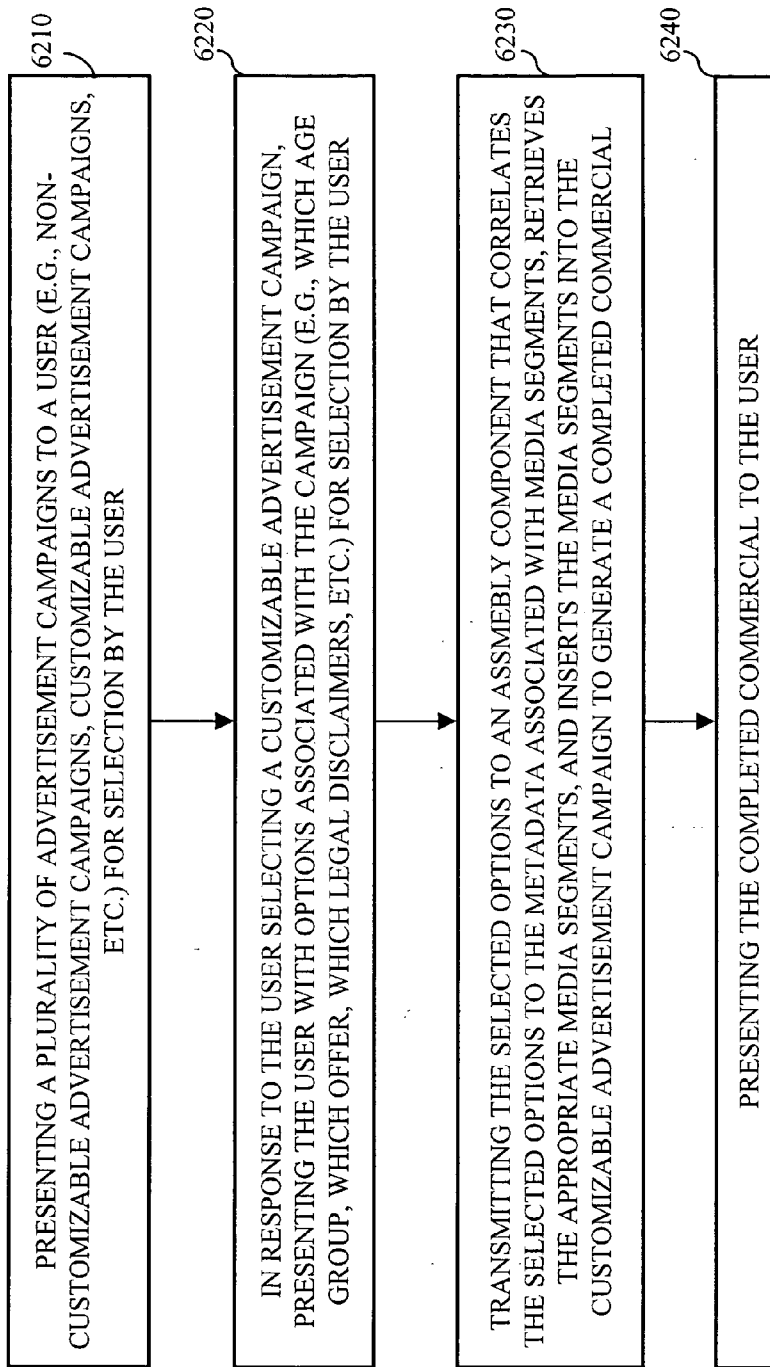 6210
PRESENTING A PLURALITY OF ADVERTISEMENT CAMPAIGNS TO A USER (E.G., NON-
CUSTOMIZABLE ADVERTISEMENT CAMPAIGNS, CUSTOMIZABLE ADVERTISEMENT CAMPAIGNS,
ETC.) FOR SELECTION BY THE USER
6220
IN RESPONSE TO THE USER SELECTING A CUSTOMIZABLE ADVERTISEMENT CAMPAIGN,
PRESENTING THE USER WITH OPTIONS ASSOCIATED WITH THE CAMPAIGN (E.G., WHICH AGE
GROUP, WHICH OFFER, WHICH LEGAL DISCLAIMERS, ETC.) FOR SELECTION BY THE USER
6230
TRANSMITTING THE SELECTED OPTIONS TO AN ASSMEBLY COMPONENT THAT CORRELATES
THE SELECTED OPTIONS TO THE METADATA ASSOCIATED WITH MEDIA SEGMENTS, RETRIEVES
THE APPROPRIATE MEDIA SEGMENTS, AND INSERTS THE MEDIA SEGMENTS INTO THE
CUSTOMIZABLE ADVERTISEMENT CAMPAIGN TO GENERATE A COMPLETED COMMERCIAL
6240
PRESENTING THE COMPLETED COMMERCIAL TO THE USER